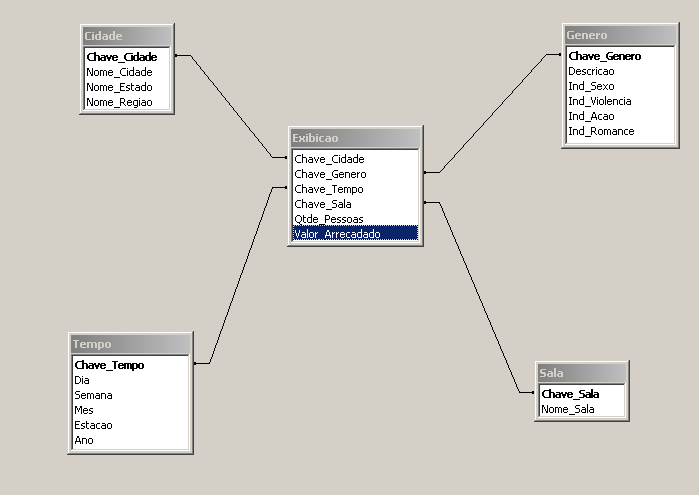 Cidade
Chave_Cidade
Nome_Cidade
Nome_Estado
Nome_Regiao
Genero
Chave_Genero
Descricao
Ind_Sexo
Ind_Violencia
Ind_Acao
Ind_Romance
Exibicao
Chave_Cidade
Chave_Genero
Chave_Tempo
Chave_Sala
Qtde_Pessoas
Valor_Arrecadado
Tempo
Chave_Tempo
Dia
Semana
Mes
Estacao
Ano
Sala
Chave_Sala
Nome_Sala